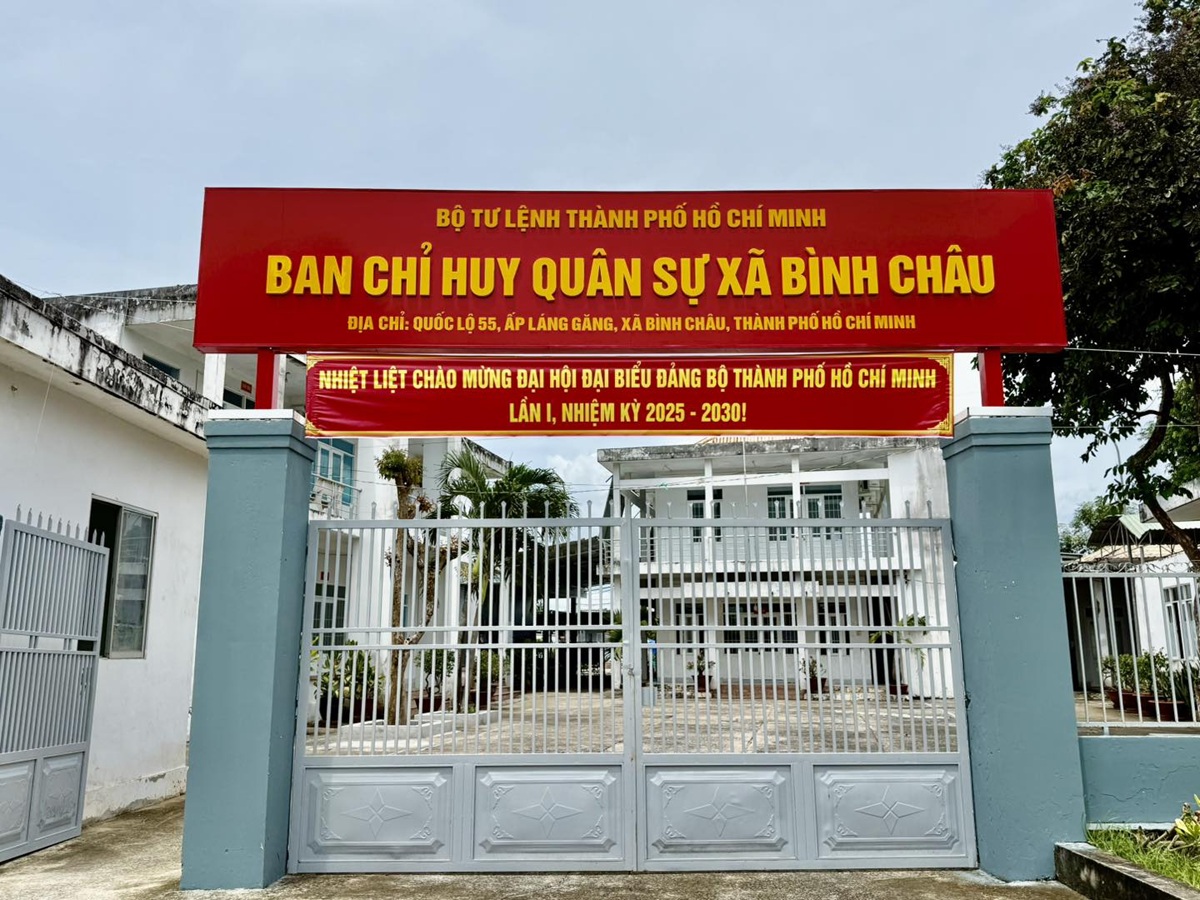 BỘ TƯ LỆNH THÀNH PHỐ HỒ CHÍ MINH
BAN CHỈ HUY QUÂN SỰ XÃ BÌNH CHÂU
ĐỊA CHỈ: QUỐC LỘ 55, ẤP LÁNG GĂNG, XÃ BÌNH CHÂU, THÀNH PHỐ HỒ CHÍ MINH
NHIỆT LIỆT CHÀO MỪNG ĐẠI HỘI ĐẠI BIỂU ĐẢNG BỘ THÀNH PHỐ HỒ CHÍ MINH
LẦN I, NHIỆM KỲ 2025 - 2030!